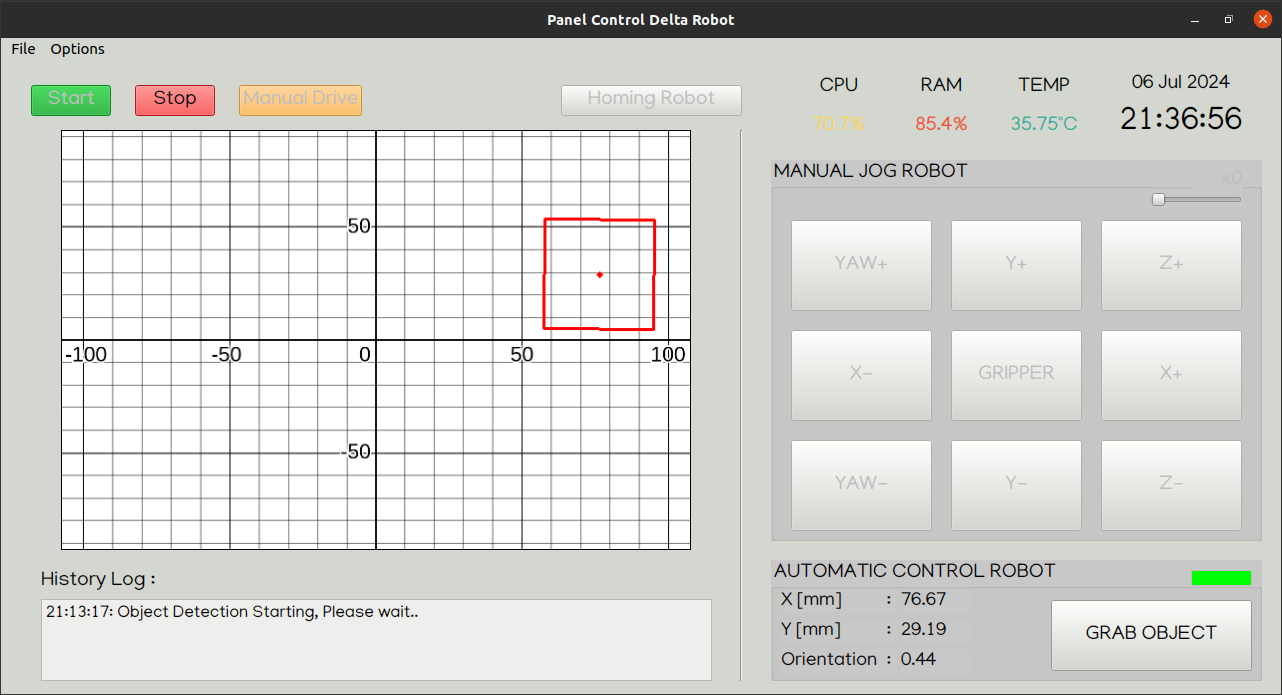 Panel Control Delta Robot
File Options
Start Stop Manual Drive Homing Robot
CPU RAM TEMP 06 Jul 2024
70.7% 85.4% 35.75°C 21:36:56
50
-100 -50 0 50 100
-50
History Log :
21:13:17: Object Detection Starting, Please wait..
MANUAL JOG ROBOT x0
YAW+ Y+ Z+
X- GRIPPER X+
YAW- Y- Z-
AUTOMATIC CONTROL ROBOT
X [mm] : 76.67
Y [mm] : 29.19
Orientation : 0.44
GRAB OBJECT